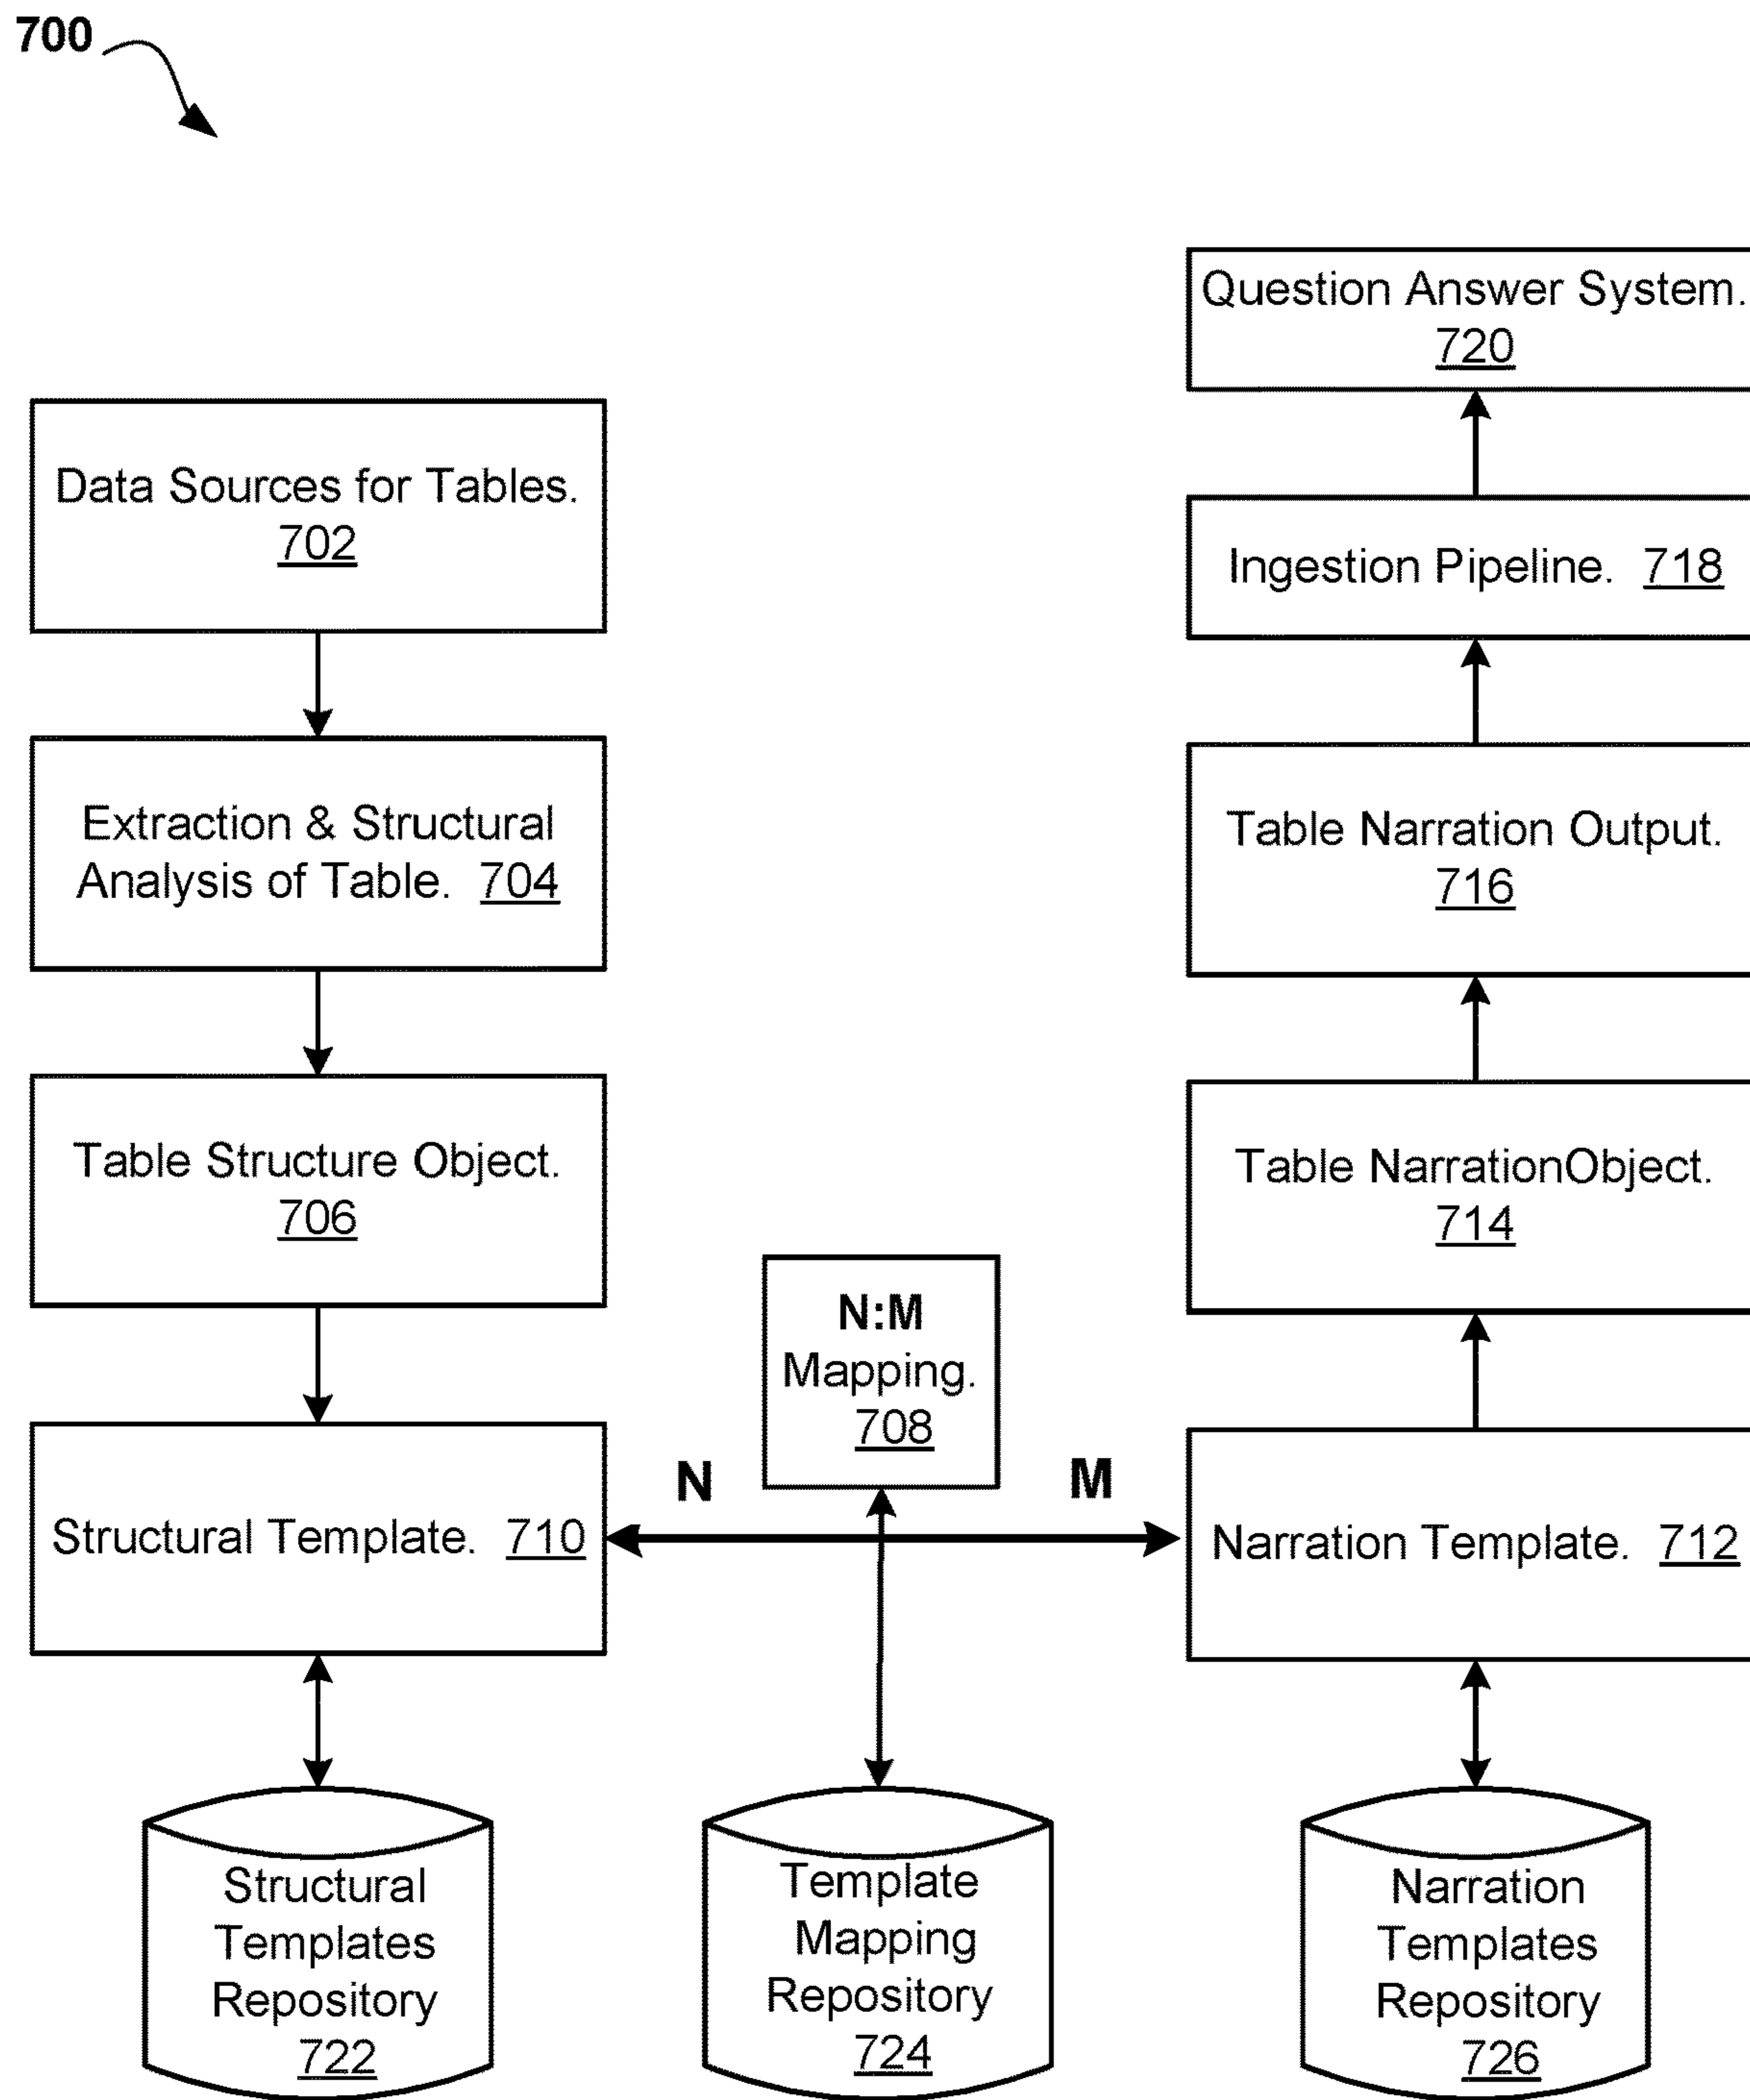 700
Question Answer System.
720
Data Sources for Tables.
702
Ingestion Pipeline. 718
Extraction & Structural
Analysis of Table. 704
Table Narration Output.
716
Table Structure Object.
706
Table NarrationObject.
714
N:M
Mapping.
708
N
M
Structural Template. 710
Narration Template. 712
Structural
Templates
Repository
722
Template
Mapping
Repository
724
Narration
Templates
Repository
726